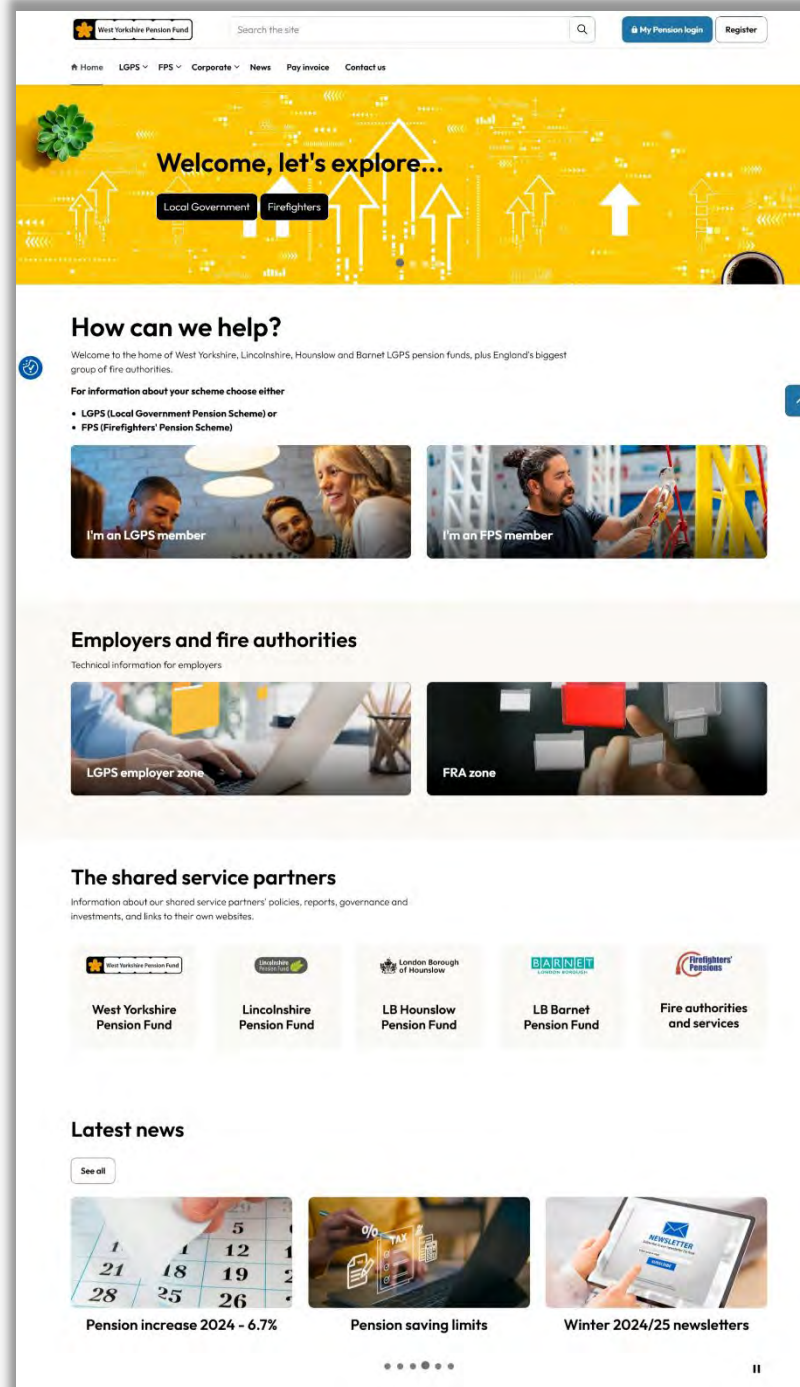 West Yorkshire Pension Fund
Search the site
My Pension login
Register
Home
LGPS
FPS
Corporate
News
Pay invoice
Contact us
Welcome, let's explore...
Local Government
Firefighters
How can we help?
Welcome to the home of West Yorkshire, Lincolnshire, Hounslow and Barnet LGPS pension funds, plus England's biggest
group of fire authorities.
For information about your scheme choose either
• LGPS (Local Government Pension Scheme) or
• FPS (Firefighters' Pension Scheme)
I'm an LGPS member
I'm an FPS member
Employers and fire authorities
Technical information for employers
LGPS employer zone
FRA zone
The shared service partners
Information about our shared service partners' policies, reports, governance and
investments, and links to their own websites.
West Yorkshire Pension Fund
Lincolnshire
Pension Fund
London Borough
of Hounslow
BARNET
LONDON BOROUGH
Firefighters'
Pensions
West Yorkshire
Pension Fund
Lincolnshire
Pension Fund
LB Hounslow
Pension Fund
LB Barnet
Pension Fund
Fire authorities
and services
Latest news
See all
5
12
21 18 19
28 25 26
% TAX
NEWSLETTER
SUBSCRIBE
Pension increase 2024 - 6.7%
Pension saving limits
Winter 2024/25 newsletters